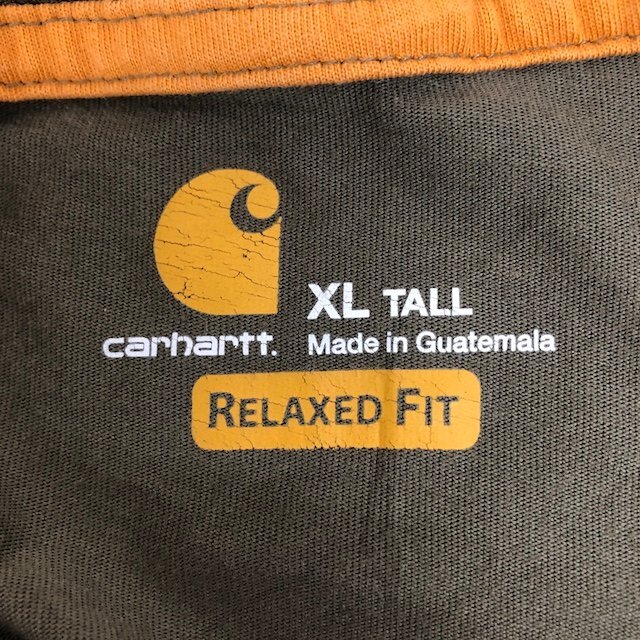 XL TALL
carhartt. Made in Guatemala
RELAXED FIT